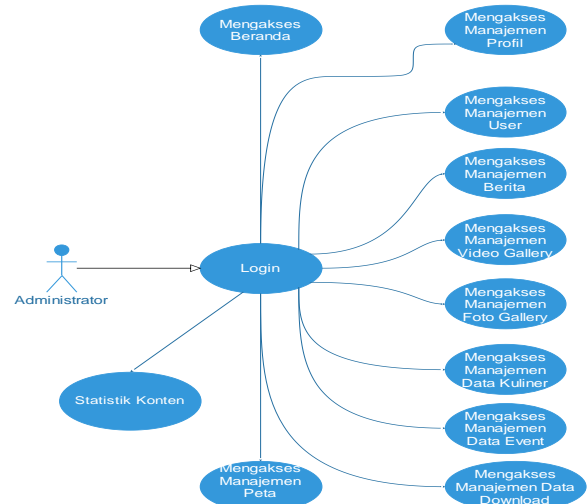 Mengakses
Beranda
Mengakses
Manajemen
Profil
Mengakses
Manajemen
User
Mengakses
Manajemen
Berita
Mengakses
Manajemen
Video Gallery
Login
Administrator
Mengakses
Manajemen
Foto Gallery
Mengakses
Manajemen
Data Kuliner
Statistik Konten
Mengakses
Manajemen
Data Event
Mengakses
Manajemen
Peta
Mengakses
Manajemen Data
Download